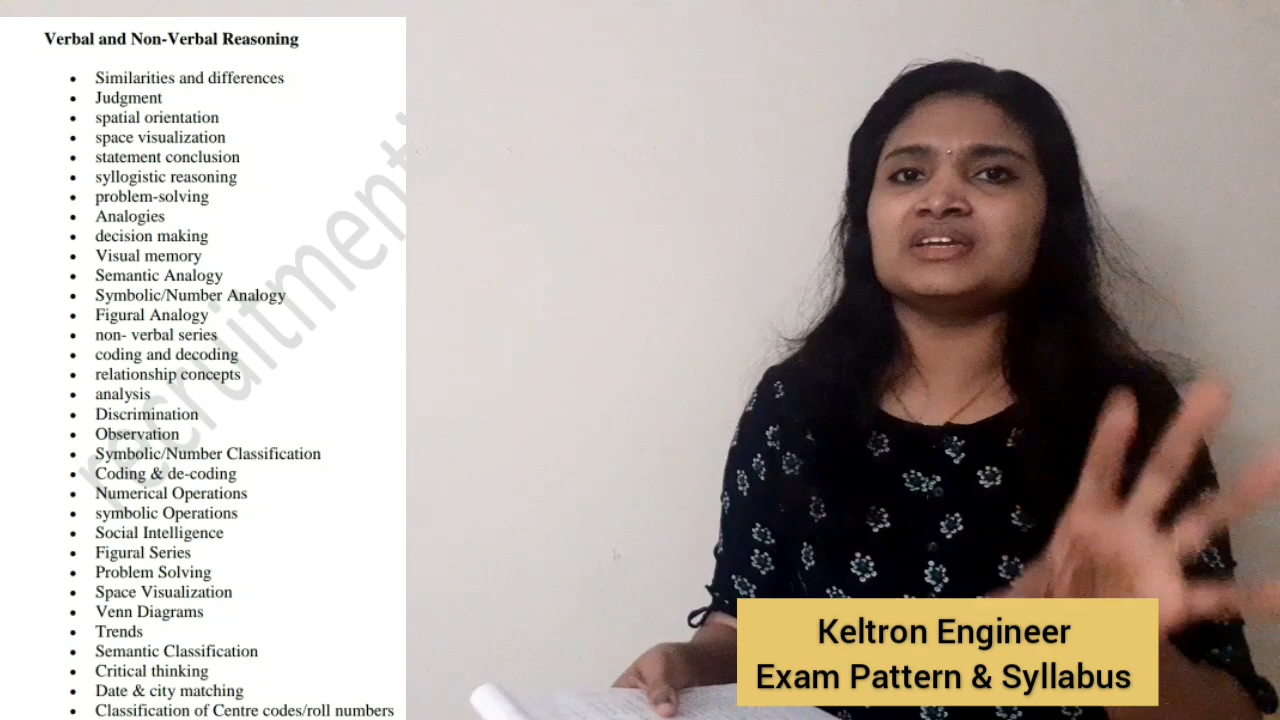 Verbal and Non-Verbal Reasoning
• Similarities and differences
• Judgment
• spatial orientation
• space visualization
• statement conclusion
• syllogistic reasoning
• problem-solving
• Analogies
• decision making
• Visual memory
• Semantic Analogy
• Symbolic/Number Analogy
• Figural Analogy
• non- verbal series
• coding and decoding
• relationship concepts
• analysis
• Discrimination
• Observation
• Symbolic/Number Classification
• Coding & de-coding
• Numerical Operations
• symbolic Operations
• Social Intelligence
• Figural Series
• Problem Solving
• Space Visualization
• Venn Diagrams
• Trends
• Semantic Classification
• Critical thinking
• Date & city matching
• Classification of Centre codes/roll numbers
recruitment
Keltron Engineer
Exam Pattern & Syllabus